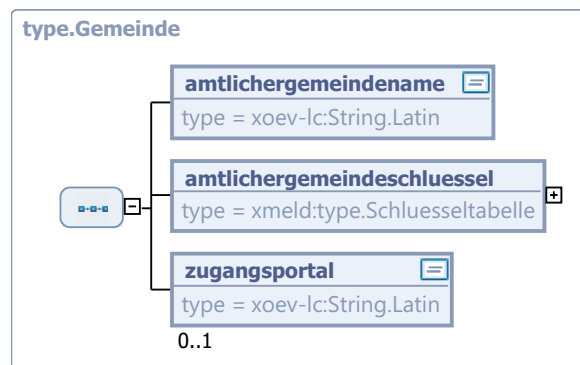 type.Gemeinde
amtlichergemeindename
type = xoev-lc:String.Latin
amtlichergemeindeschluessel
type = xmeld:type.Schluesseltabelle
zugangsportal
type = xoev-lc:String.Latin
0..1